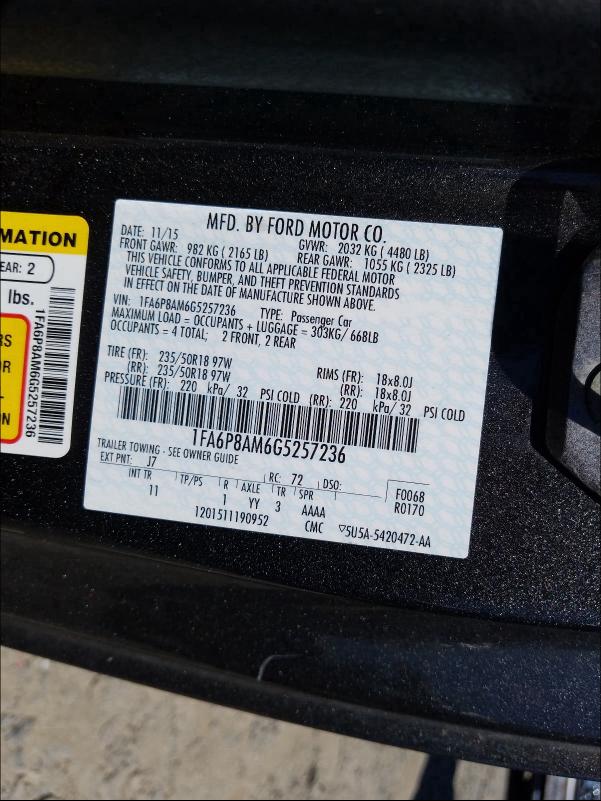 MATION
EAR: 2
lbs.
RS
R-
ON
1FA6P8AM6G5257236
MFD. BY FORD MOTOR CO.
DATE: 11/15 GVWR: 2032 KG ( 4480 LB)
FRONT GAWR: 982 KG ( 2165 LB) REAR GAWR: 1055 KG ( 2325 LB)
THIS VEHICLE CONFORMS TO ALL APPLICABLE FEDERAL MOTOR
VEHICLE SAFETY, BUMPER, AND THEFT PREVENTION STANDARDS
IN EFFECT ON THE DATE OF MANUFACTURE SHOWN ABOVE.
VIN: 1FA6P8AM6G5257236 TYPE: Passenger Car
MAXIMUM LOAD = OCCUPANTS + LUGGAGE = 303KG/ 668LB
OCCUPANTS = 4 TOTAL; 2 FRONT, 2 REAR
TIRE (FR): 235/50R18 97W RIMS (FR): 18x8.0J
(RR): 235/50R18 97W (RR): 18x8.0J
PRESSURE (FR): 220 kPa/ 32 PSI COLD (RR): 220 kPa/ 32 PSI COLD
1FA6P8AM6G5257236
TRAILER TOWING - SEE OWNER GUIDE
EXT PNT: J7 RC: 72 DSO: F0068
INT TR TP/PS R AXLE TR SPR R0170
11 1 YY 3 AAAA
1201511190952 CMC ▽5U5A-5420472-AA